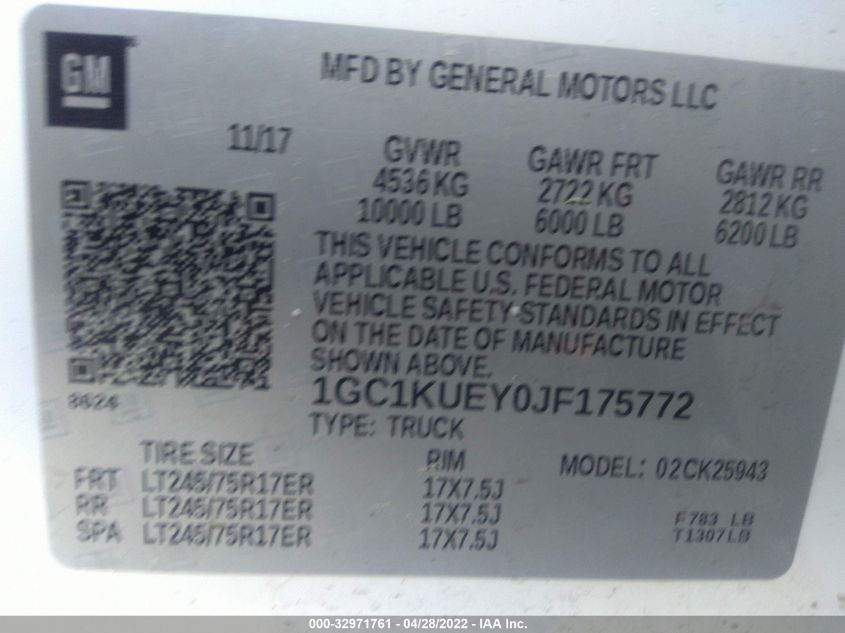 GM
MFD BY GENERAL MOTORS LLC
11/17
GVWR GAWR FRT GAWR RR
4536 KG 2722 KG 2812 KG
10000 LB 6000 LB 6200 LB
THIS VEHICLE CONFORMS TO ALL
APPLICABLE U.S. FEDERAL MOTOR
VEHICLE SAFETY STANDARDS IN EFFECT
ON THE DATE OF MANUFACTURE
SHOWN ABOVE.
8624
1GC1KUEY0JF175772
TYPE: TRUCK
TIRE SIZE RIM MODEL: 02CK25943
FRT LT245/75R17ER 17X7.5J
RR LT245/75R17ER 17X7.5J
SPA LT245/75R17ER 17X7.5J
F783 LB
T1307LB
000-32971761 - 04/28/2022 - IAA Inc.